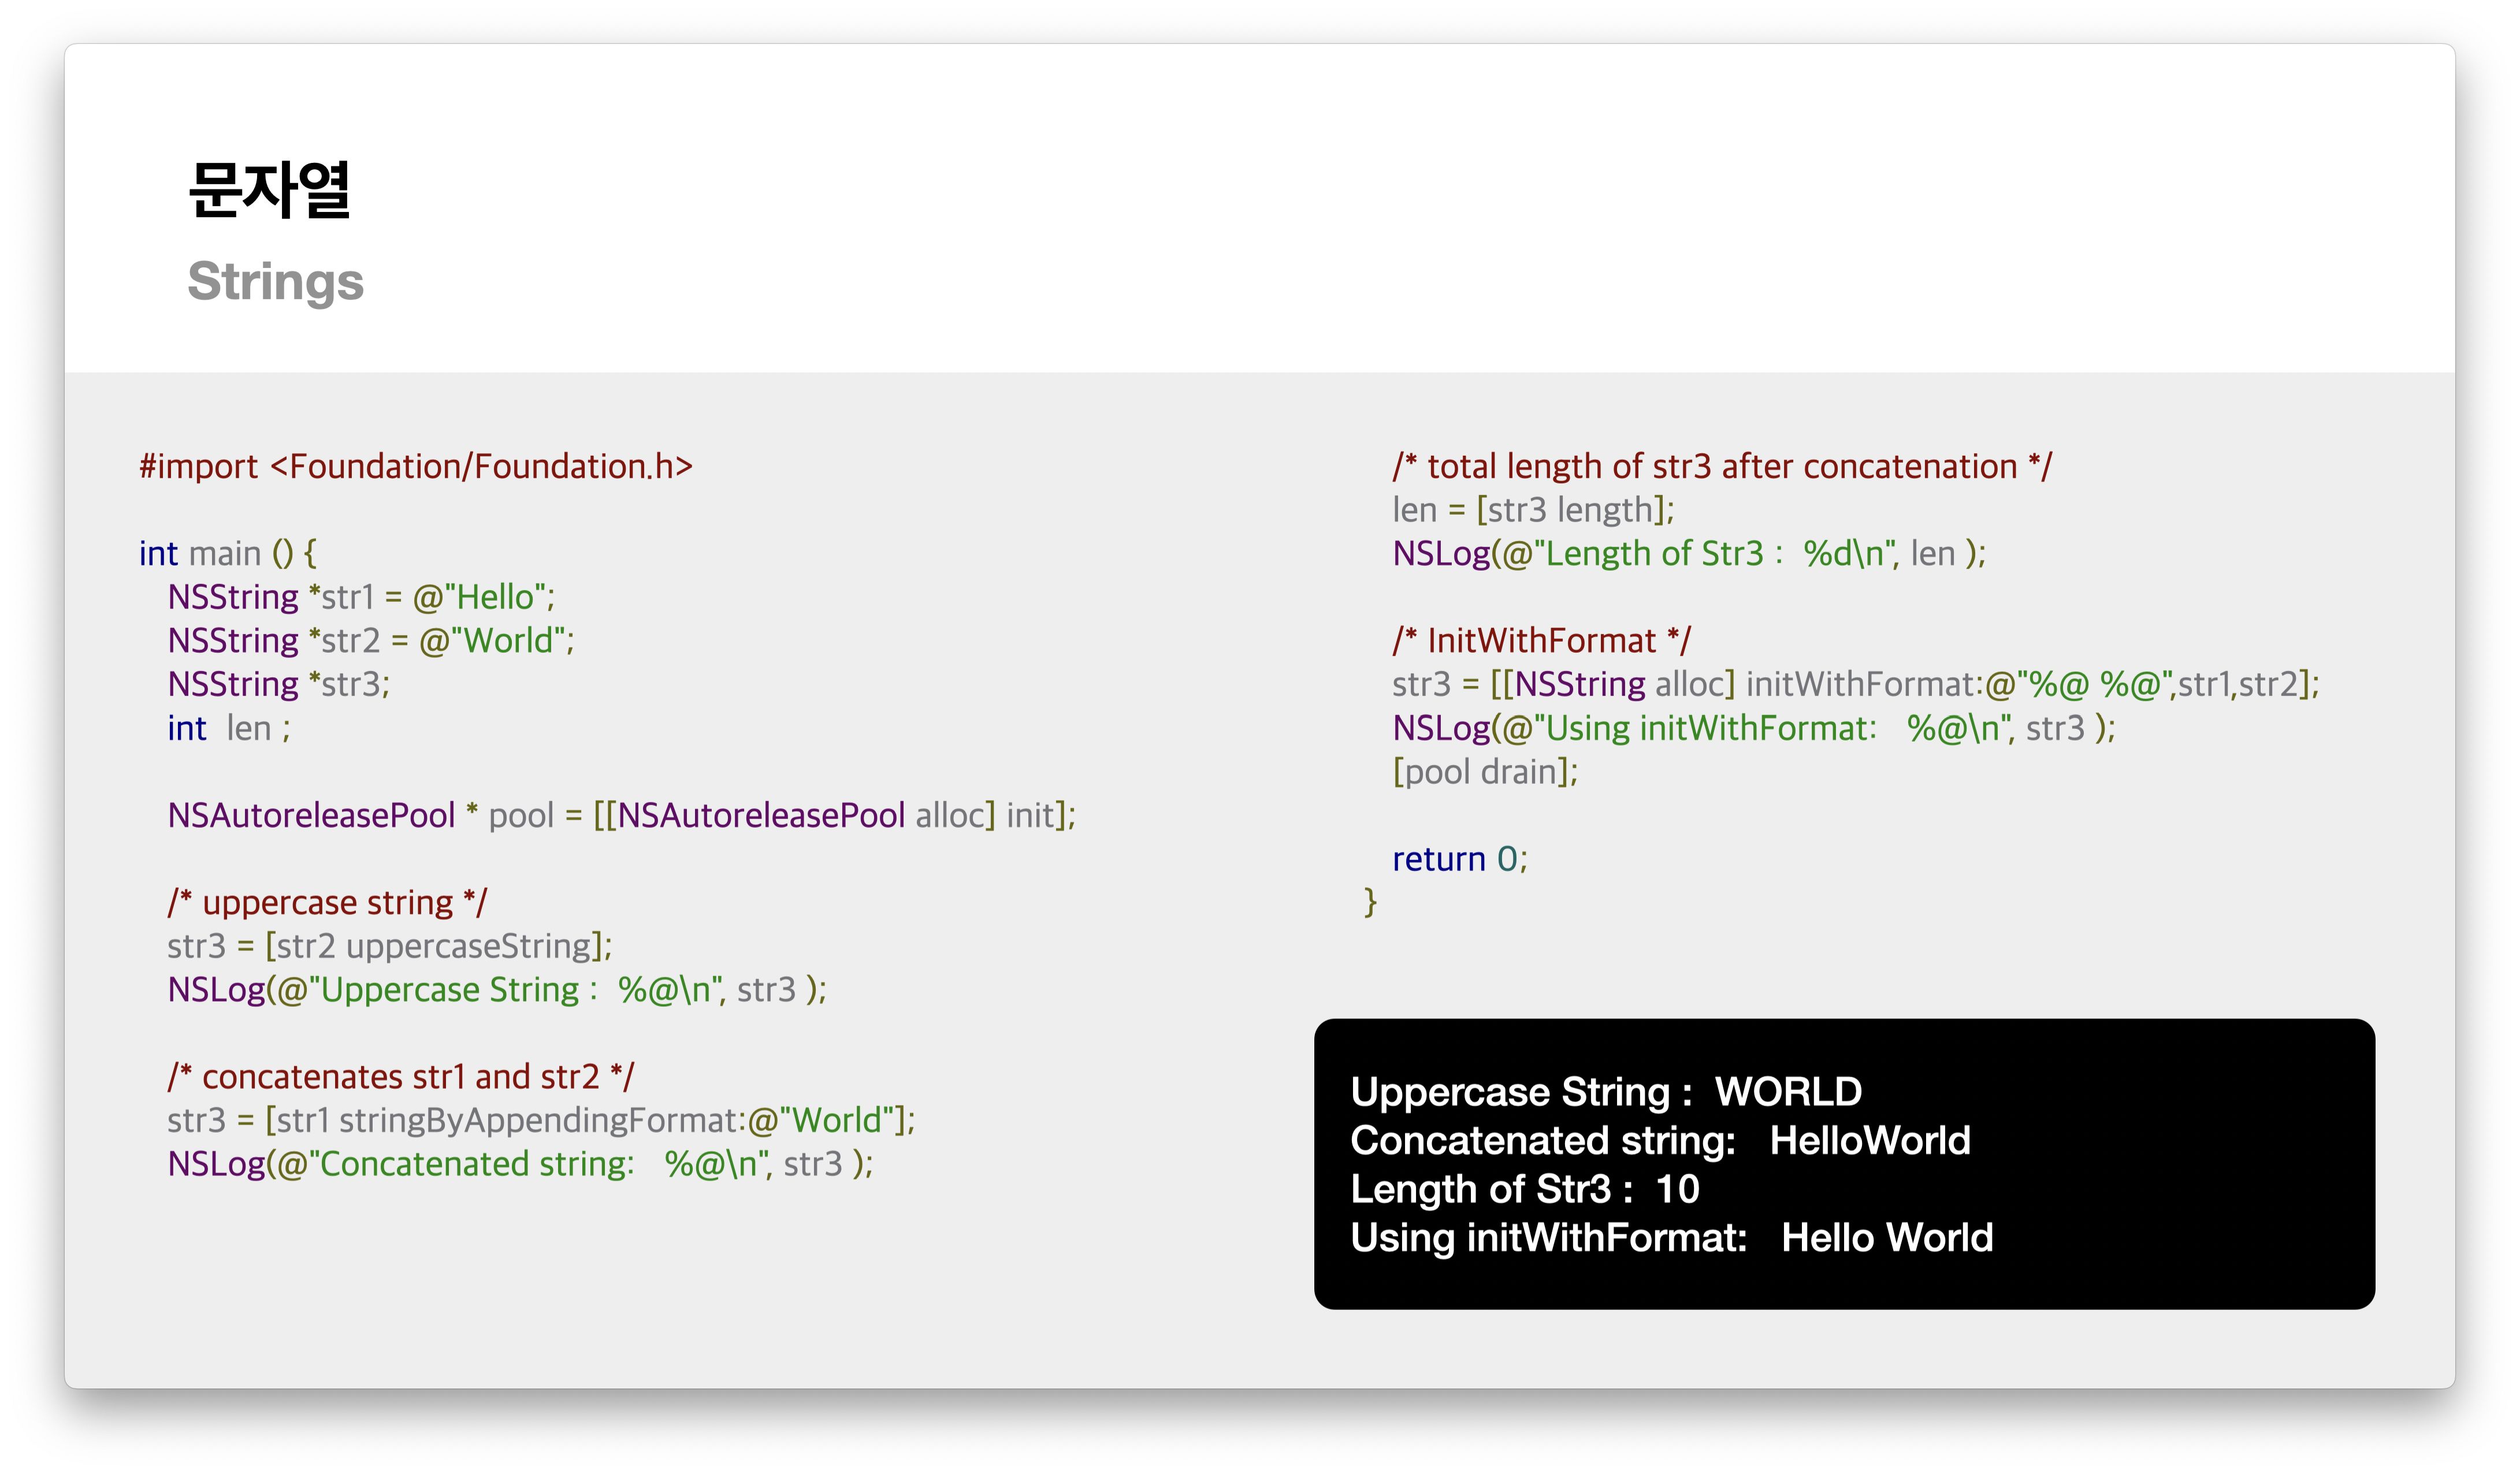 문자열
Strings
#import <Foundation/Foundation.h>
int main () {
NSString *str1 = @"Hello";
NSString *str2 = @"World";
NSString *str3;
int  len ;
NSAutoreleasePool * pool = [[NSAutoreleasePool alloc] init];
/* uppercase string */
str3 = [str2 uppercaseString];
NSLog(@"Uppercase String :  %@\n", str3 );
/* concatenates str1 and str2 */
str3 = [str1 stringByAppendingFormat:@"World"];
NSLog(@"Concatenated string:   %@\n", str3 );
/* total length of str3 after concatenation */
len = [str3 length];
NSLog(@"Length of Str3 :  %d\n", len );
/* InitWithFormat */
str3 = [[NSString alloc] initWithFormat:@"%@ %@",str1,str2];
NSLog(@"Using initWithFormat:   %@\n", str3 );
[pool drain];
return 0;
}
Uppercase String :  WORLD
Concatenated string:   HelloWorld
Length of Str3 :  10
Using initWithFormat:   Hello World